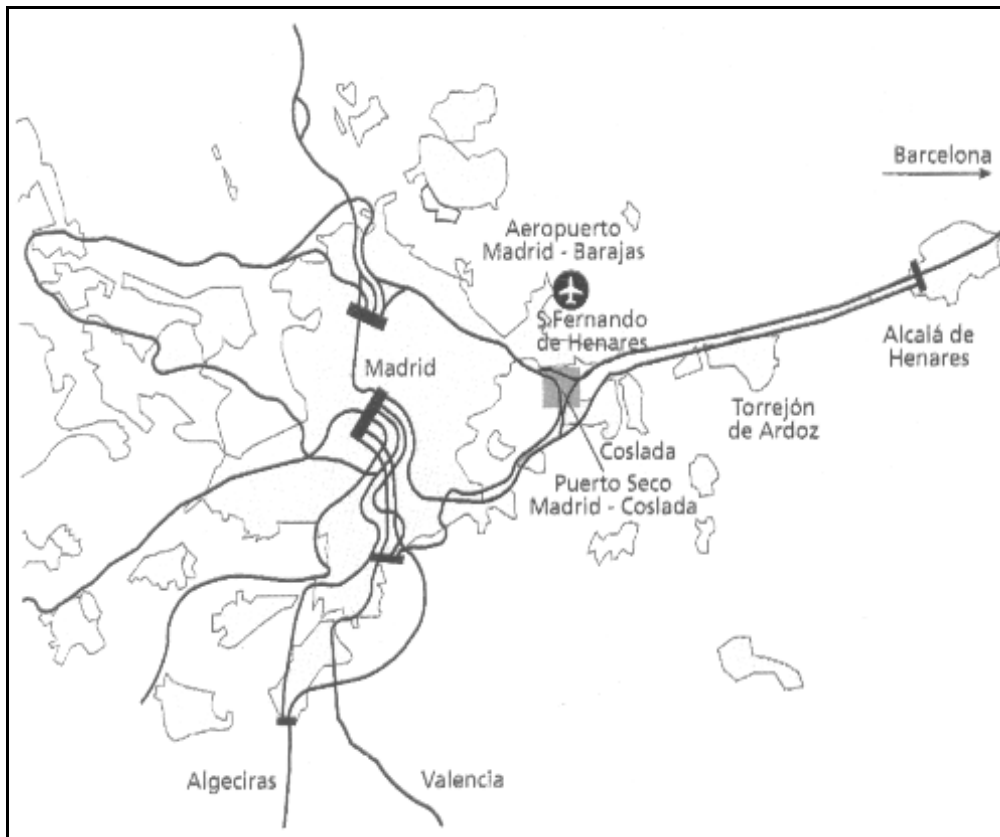 Barcelona
Aeropuerto
Madrid - Barajas
S.Fernando
de Henares
Alcalá de
Henares
Madrid
Torrejón
de Ardoz
Coslada
Puerto Seco
Madrid - Coslada
Algeciras
Valencia